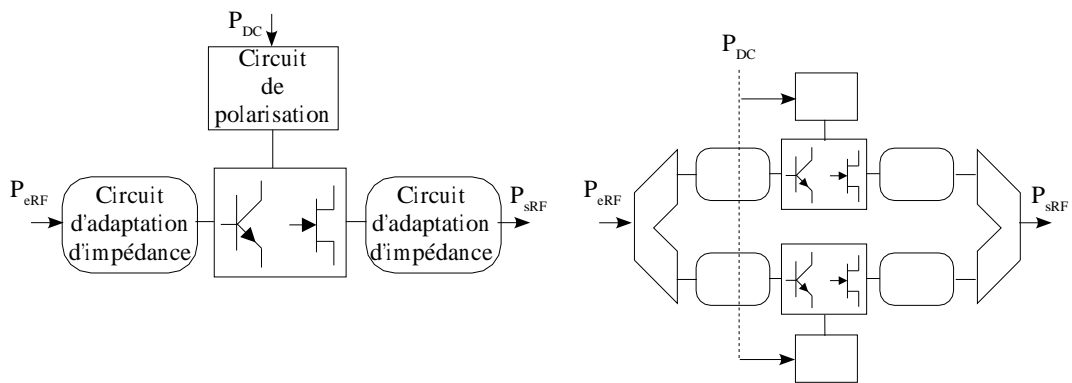 P_DC
Circuit
de
polarisation
P_eRF
Circuit
d'adaptation
d'impédance
Circuit
d'adaptation
d'impédance
P_sRF
P_DC
P_eRF
P_sRF